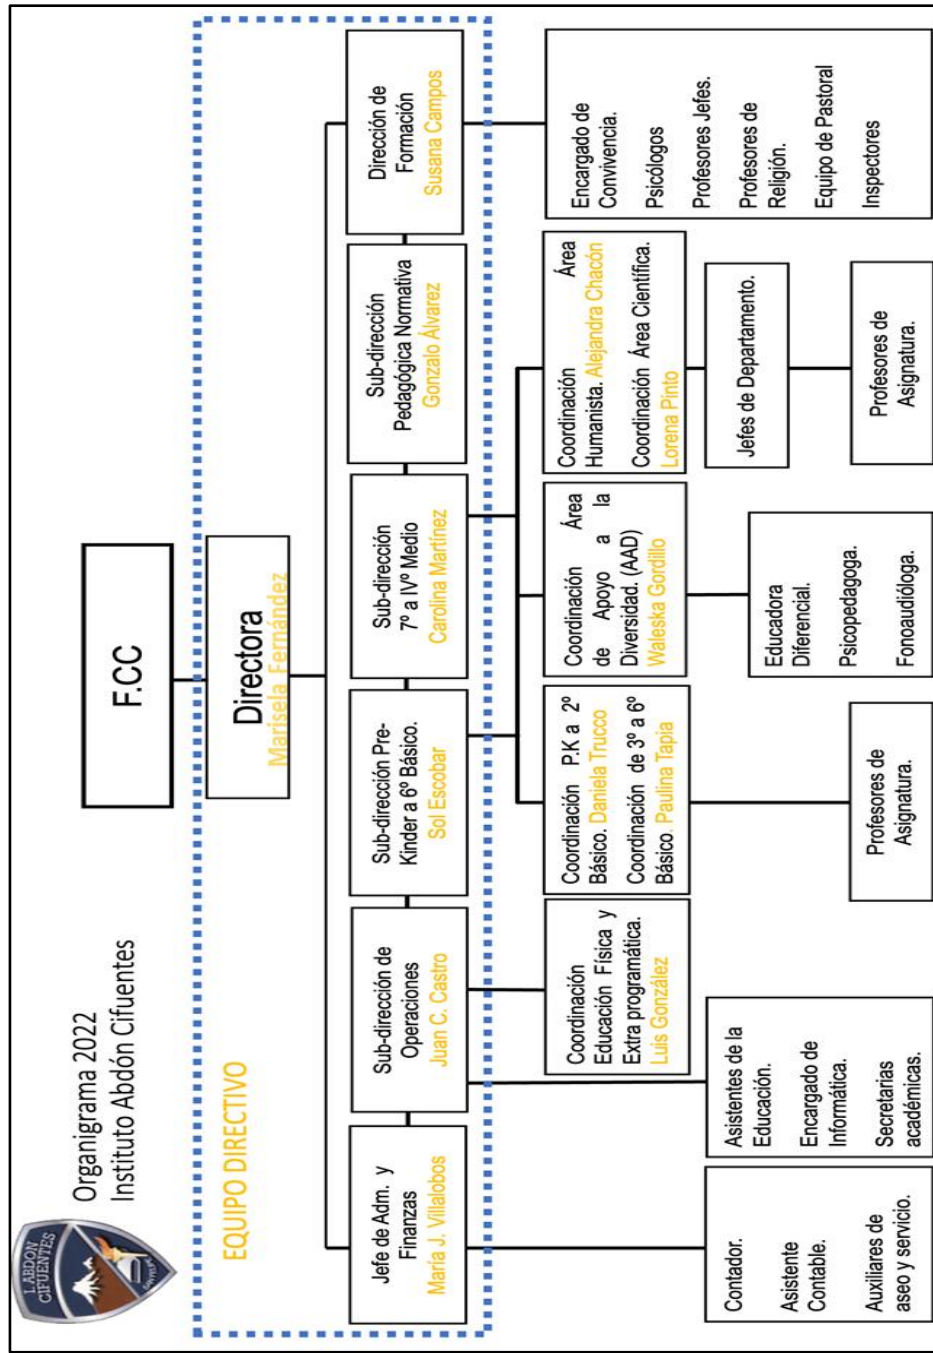 I. ABDON
CIFUENTES
Organigrama 2022
Instituto Abdón Cifuentes
F.CC
EQUIPO DIRECTIVO
Directora
Marisela Fernández
Jefe de Adm. y
Finanzas
María J. Villalobos
Sub-dirección de
Operaciones
Juan C. Castro
Sub-dirección Pre-
Kinder a 6º Básico.
Sol Escobar
Sub-dirección
7º a IVº Medio
Carolina Martínez
Sub-dirección
Pedagógica Normativa
Gonzalo Álvarez
Dirección de
Formación
Susana Campos
Coordinación
Educación Física y
Extra programática.
Luis González
Coordinación P.K a 2º
Básico. Daniela Trucco
Coordinación de 3º a 6º
Básico. Paulina Tapia
Coordinación Área
de Apoyo a la
Diversidad. (AAD)
Waleska Gordillo
Coordinación Área
Humanista. Alejandra Chacón
Coordinación Área Científica.
Lorena Pinto
Encargado de
Convivencia.
Psicólogos
Profesores Jefes.
Profesores de
Religión.
Equipo de Pastoral
Inspectores
Contador.
Asistente
Contable.
Auxiliares de
aseo y servicio.
Asistentes de la
Educación.
Encargado de
Informática.
Secretarias
académicas.
Profesores de
Asignatura.
Educadora
Diferencial.
Psicopedagoga.
Fonoaudióloga.
Jefes de Departamento.
Profesores de
Asignatura.